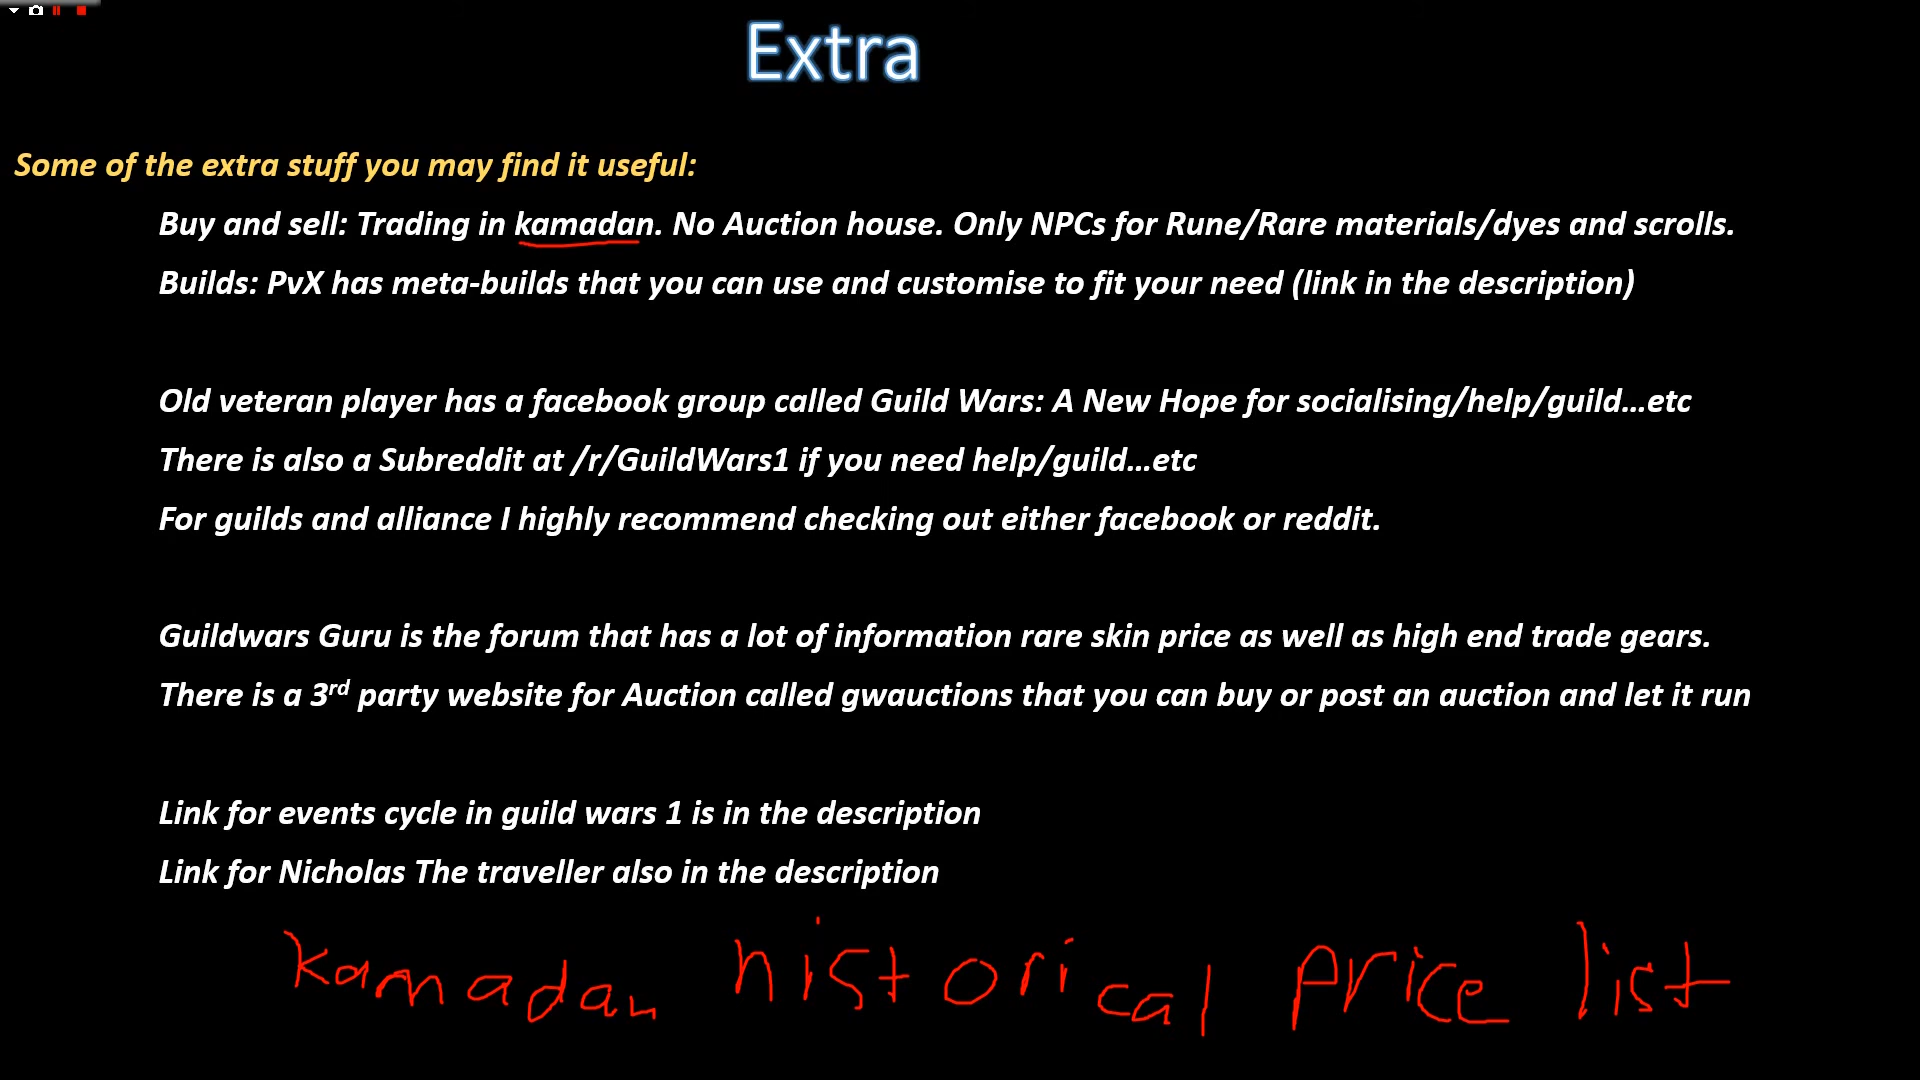 Extra
Some of the extra stuff you may find it useful:
Buy and sell: Trading in kamadan. No Auction house. Only NPCs for Rune/Rare materials/dyes and scrolls.
Builds: PvX has meta-builds that you can use and customise to fit your need (link in the description)
Old veteran player has a facebook group called Guild Wars: A New Hope for socialising/help/guild...etc
There is also a Subreddit at /r/GuildWars1 if you need help/guild...etc
For guilds and alliance I highly recommend checking out either facebook or reddit.
Guildwars Guru is the forum that has a lot of information rare skin price as well as high end trade gears.
There is a 3rd party website for Auction called gwauctions that you can buy or post an auction and let it run
Link for events cycle in guild wars 1 is in the description
Link for Nicholas The traveller also in the description
kamadan historical price list